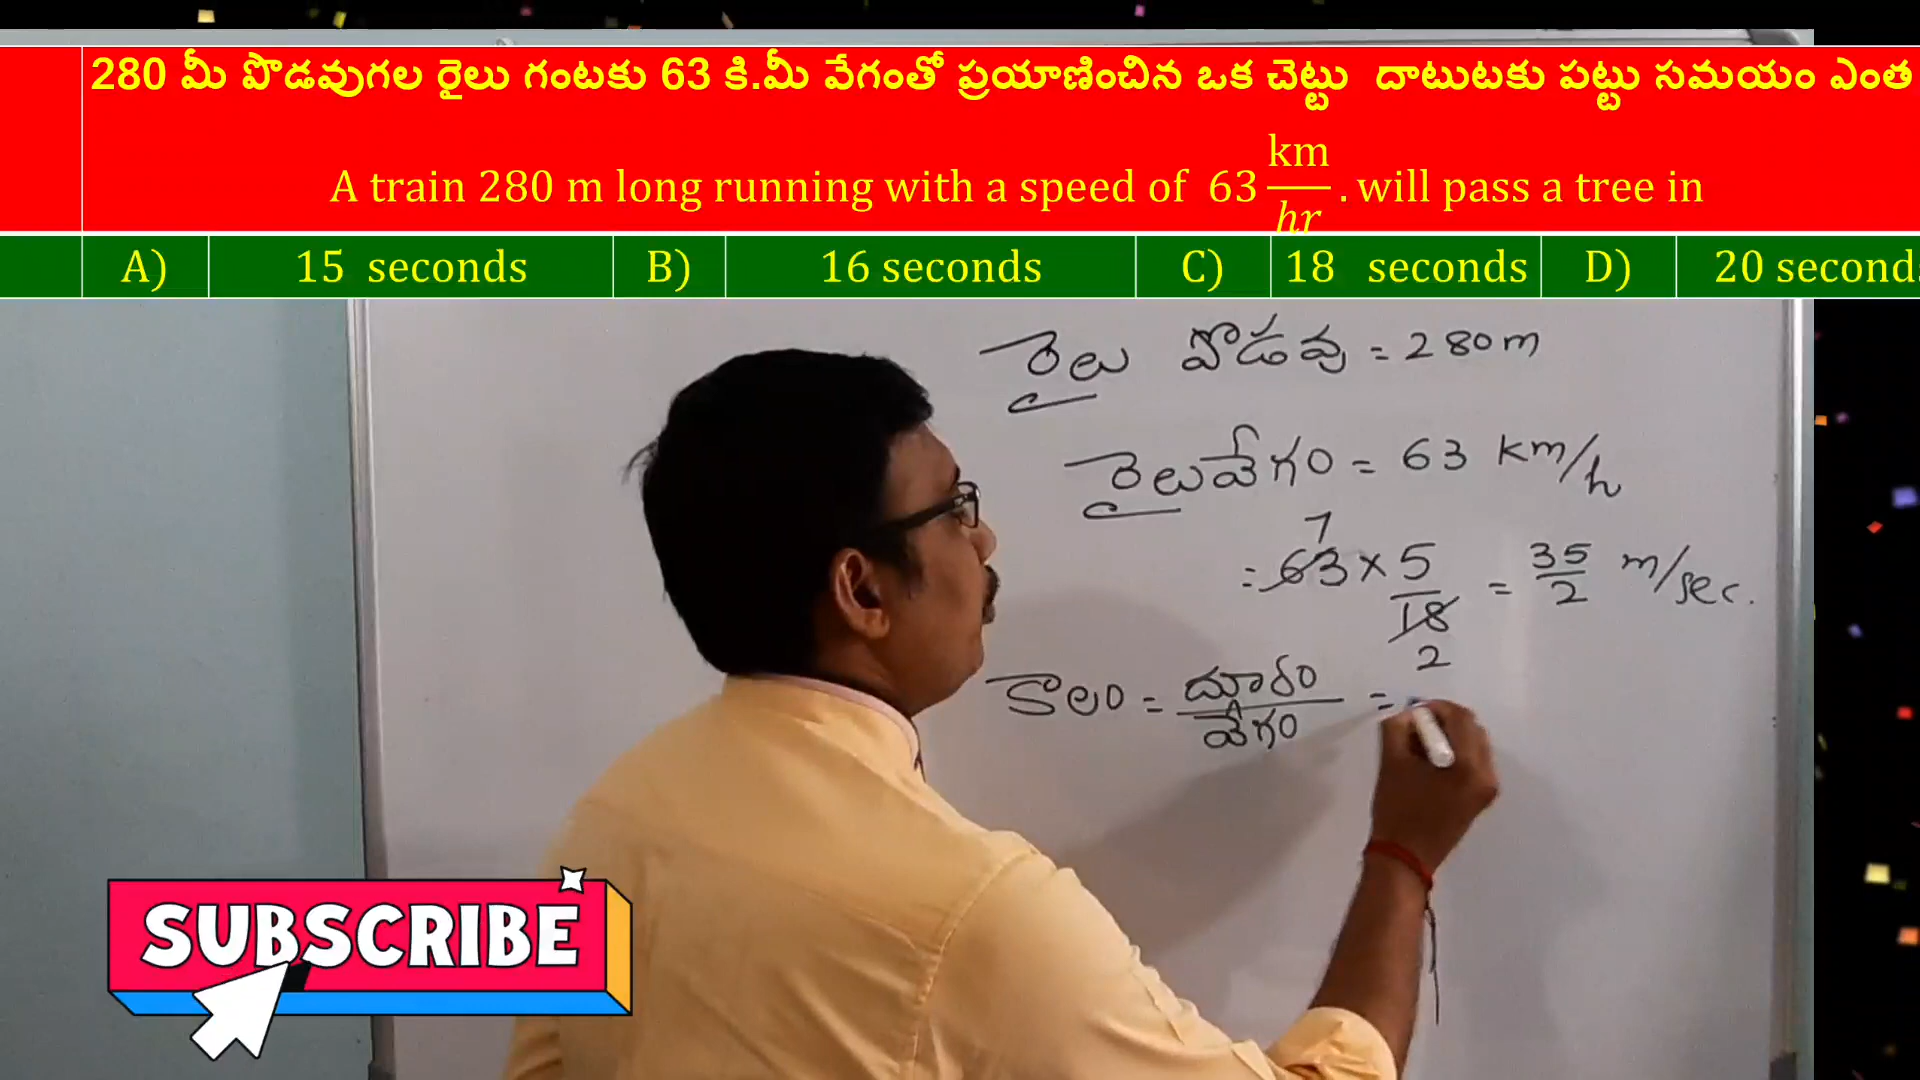 280 మీ పొడవుగల రైలు గంటకు 63 కి.మీ వేగంతో ప్రయాణించిన ఒక చెట్టు దాటుటకు పట్టు సమయం ఎంత
A train 280 m long running with a speed of 63 km/hr . will pass a tree in
A) 15 seconds B) 16 seconds C) 18 seconds D) 20 second
రైలు పొడవు = 280m
రైలువేగం = 63 km/h
7
= 63 × 5/18 = 35/2 m/sec.
2
కాలం = దూరం/వేగం =
SUBSCRIBE